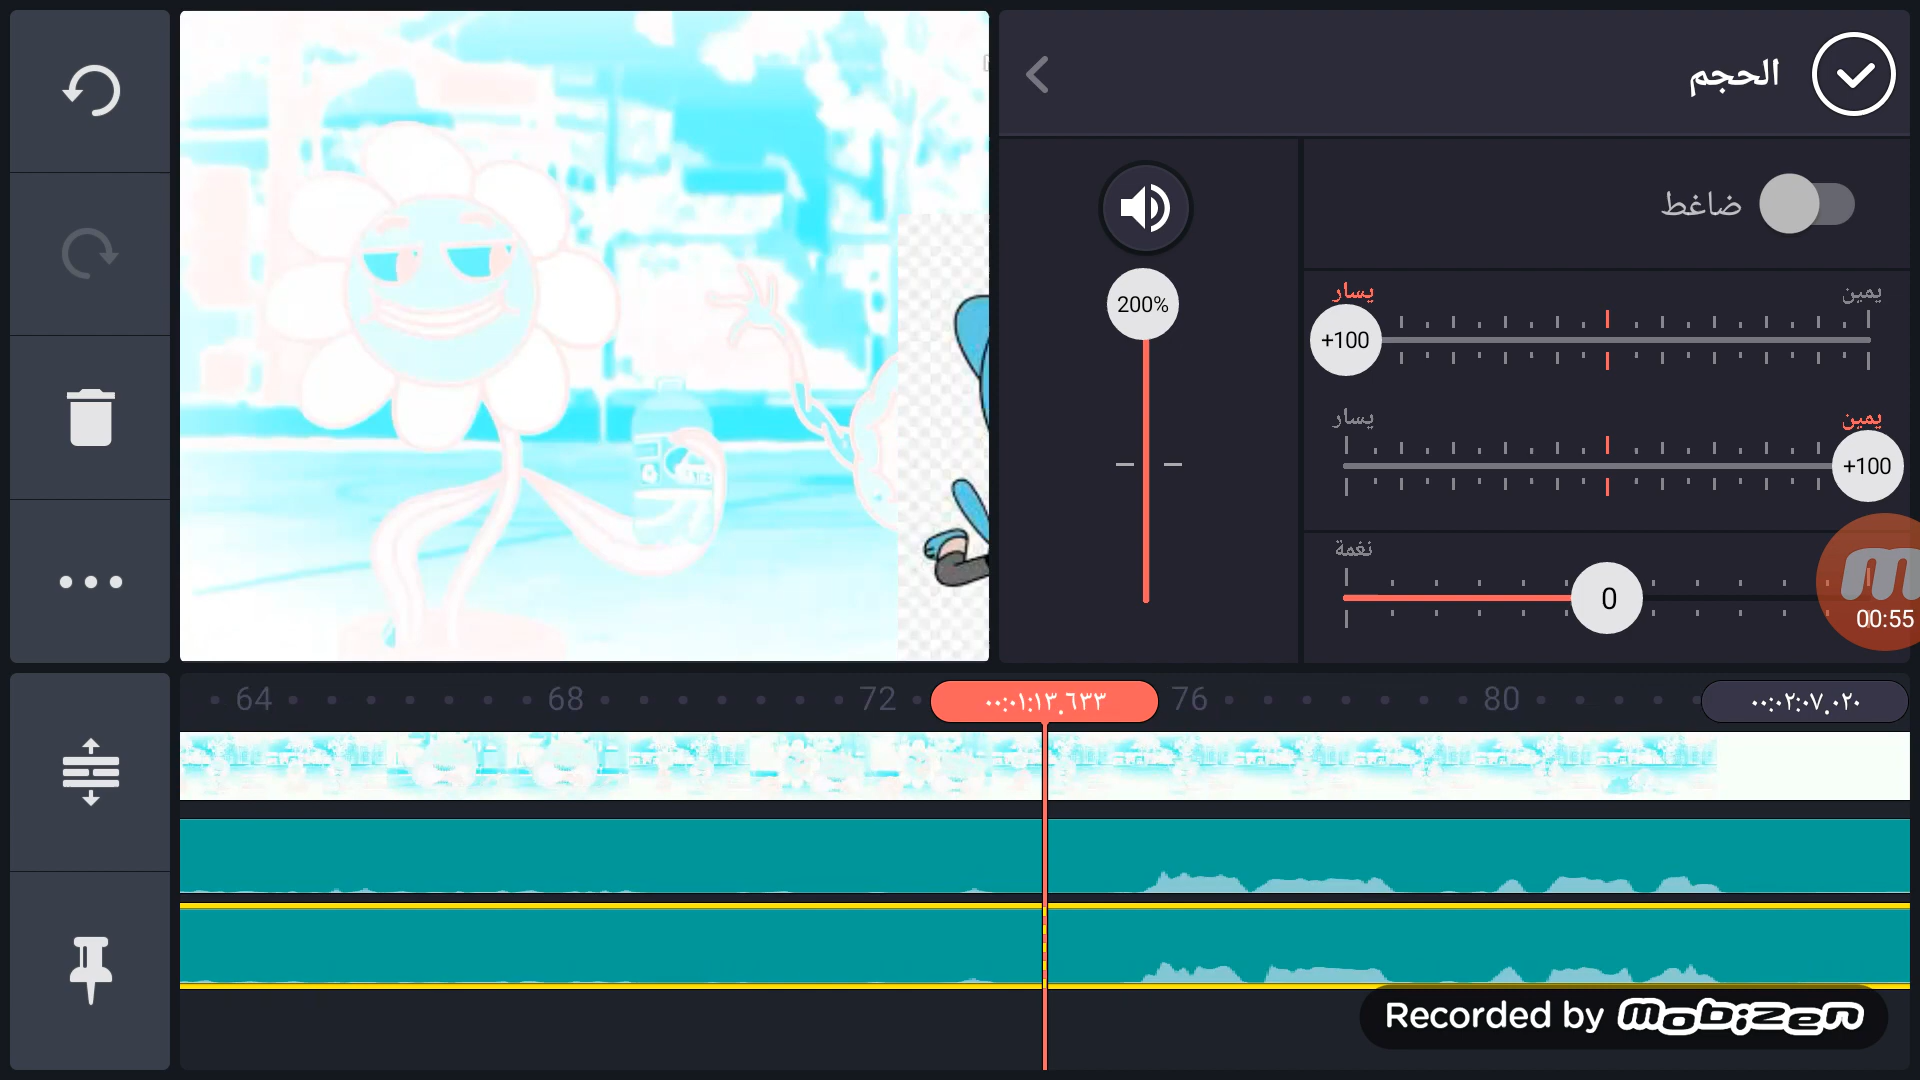 الحجم
ضاغط
200%
يسار
يمين
+100
يسار
يمين
+100
نغمة
0
00:55
64
68
72
٠٠:٠١:١٣.٦٣٣
76
80
٠٠:٠٢:٠٧.٠٢٠
Recorded by mobizen